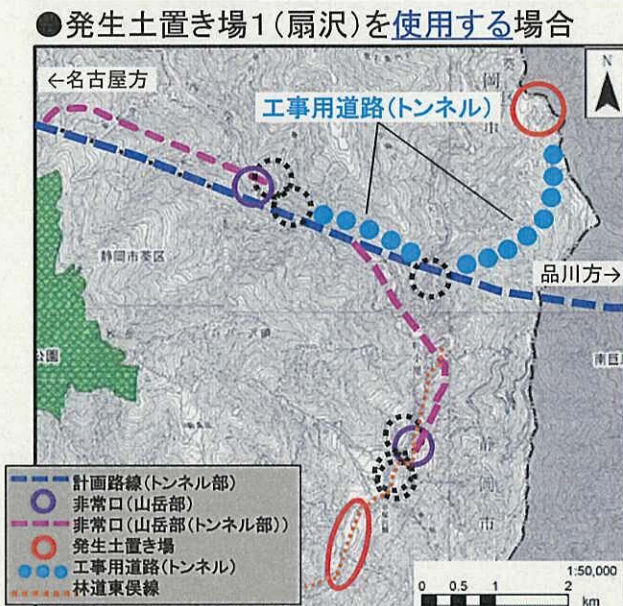 ●発生土置き場1(扇沢)を使用する場合
←名古屋方
工事用道路(トンネル)
N
静岡市葵区
品川方→
公園
計画路線(トンネル部)
非常口(山岳部)
非常口(山岳部(トンネル部))
発生土置き場
工事用道路(トンネル)
林道東俣線
静岡市
1:50,000
0 0.5 1 2
km